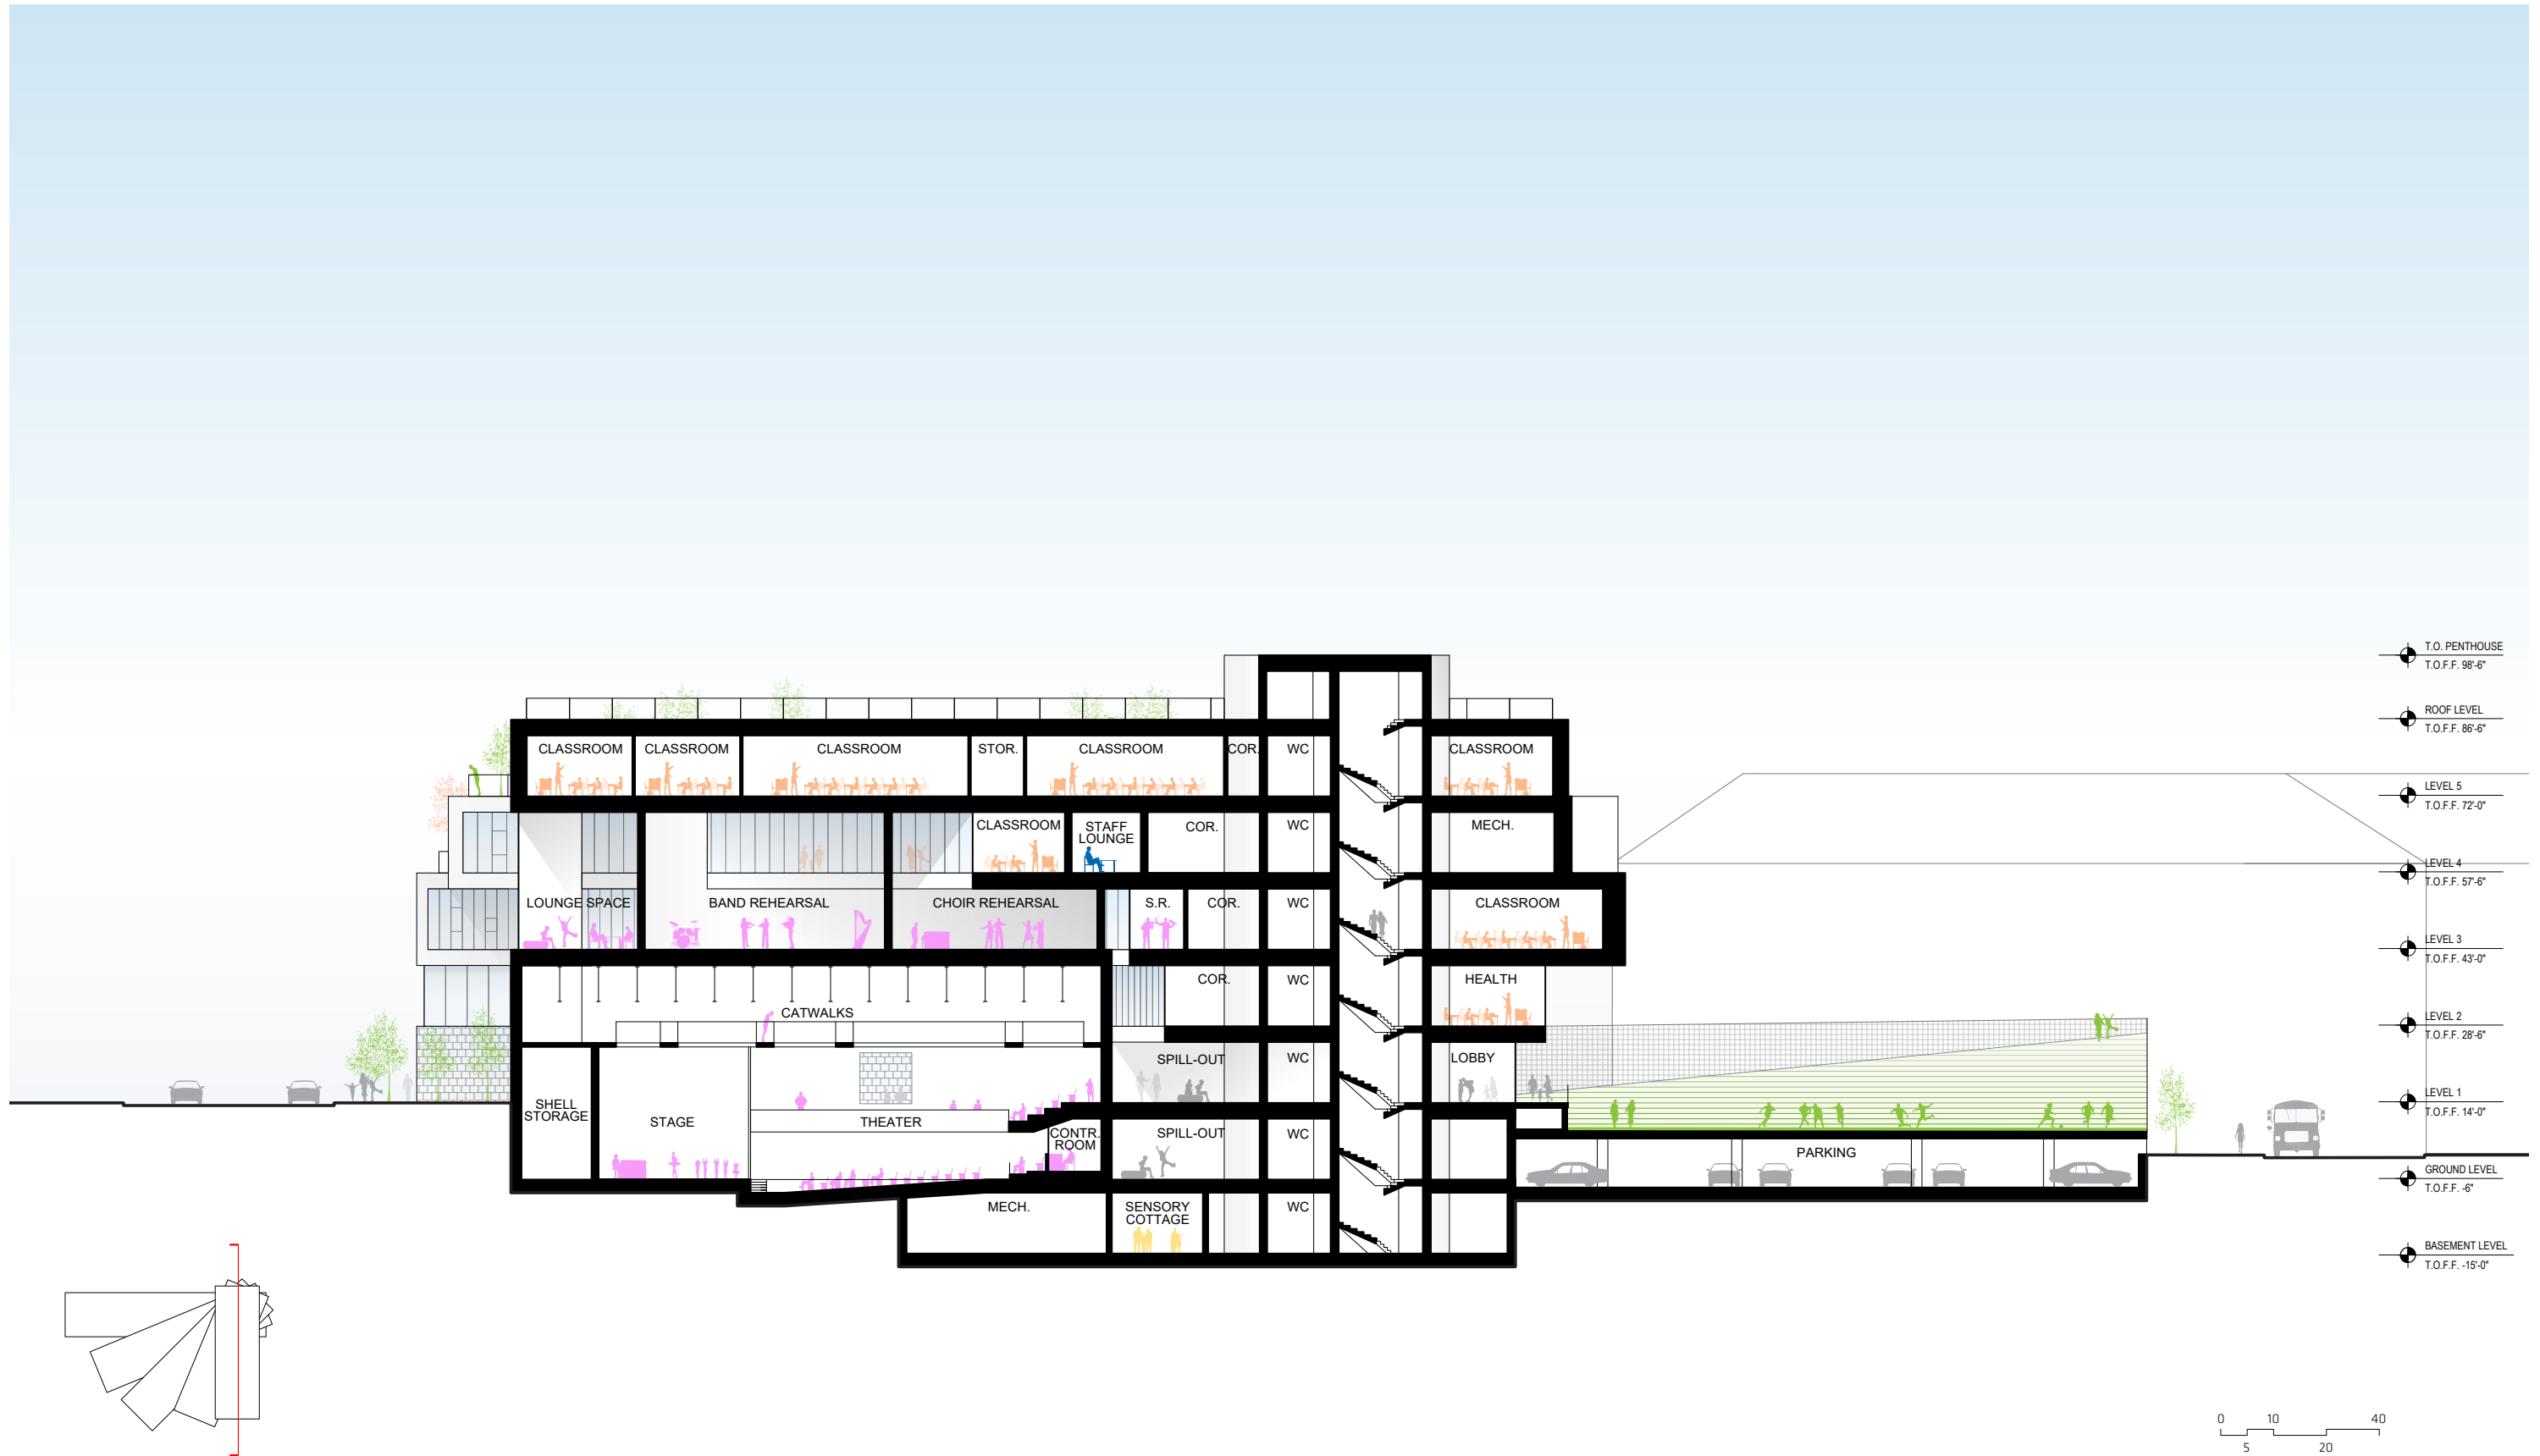 T.O. PENTHOUSE
T.O.F.F. 98'-6"
ROOF LEVEL
T.O.F.F. 86'-6"
CLASSROOM CLASSROOM CLASSROOM STOR. CLASSROOM COR. WC CLASSROOM
LEVEL 5
T.O.F.F. 72'-0"
CLASSROOM STAFF LOUNGE COR. WC MECH.
LEVEL 4
T.O.F.F. 57'-6"
LOUNGE SPACE BAND REHEARSAL CHOIR REHEARSAL S.R. COR. WC CLASSROOM
LEVEL 3
T.O.F.F. 43'-0"
COR. WC HEALTH
CATWALKS
LEVEL 2
T.O.F.F. 28'-6"
SPILL-OUT WC LOBBY
LEVEL 1
T.O.F.F. 14'-0"
SHELL
STORAGE
STAGE THEATER CONTR.
ROOM
SPILL-OUT WC
PARKING
GROUND LEVEL
T.O.F.F. -6"
MECH. SENSORY
COTTAGE
WC
BASEMENT LEVEL
T.O.F.F. -15'-0"
0 10 40
5 20